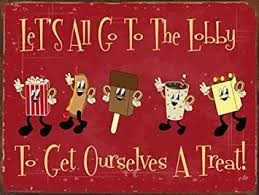 Let's All Go To The Lobby
To Get Ourselves A Treat!